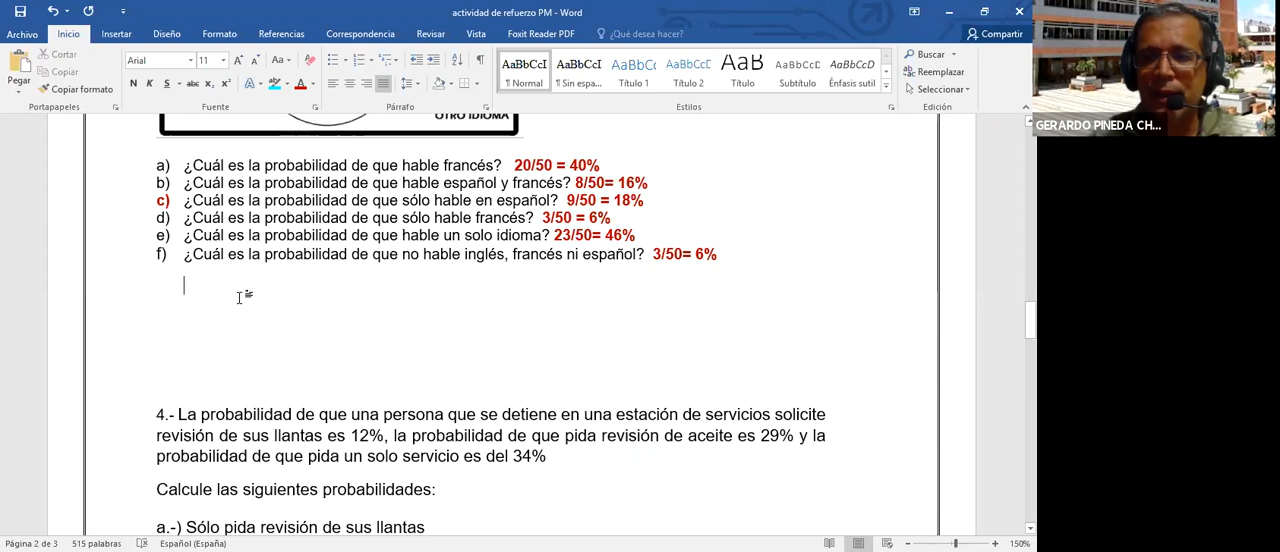 actividad de refuerzo PM - Word
Archivo Inicio Insertar Diseño Formato Referencias Correspondencia Revisar Vista Foxit Reader PDF ¿Qué desea hacer? Compartir
Pegar
Cortar
Copiar
Copiar formato
Portapapeles
Arial 11
N K S abc
Fuente
Párrafo
AaBbCcI AaBbCcI AaBbCc AaBbCcI AaB AaBbCcC AaBbCcD
¶ Normal ¶ Sin espa... Título 1 Título 2 Título Subtítulo Énfasis sutil
Estilos
Buscar
Reemplazar
Seleccionar
Edición
GERARDO PINEDA CH...
OTRO IDIOMA
a) ¿Cuál es la probabilidad de que hable francés? 20/50 = 40%
b) ¿Cuál es la probabilidad de que hable español y francés? 8/50= 16%
c) ¿Cuál es la probabilidad de que sólo hable en español? 9/50 = 18%
d) ¿Cuál es la probabilidad de que sólo hable francés? 3/50 = 6%
e) ¿Cuál es la probabilidad de que hable un solo idioma? 23/50= 46%
f) ¿Cuál es la probabilidad de que no hable inglés, francés ni español? 3/50= 6%
4.- La probabilidad de que una persona que se detiene en una estación de servicios solicite
revisión de sus llantas es 12%, la probabilidad de que pida revisión de aceite es 29% y la
probabilidad de que pida un solo servicio es del 34%
Calcule las siguientes probabilidades:
a.-) Sólo pida revisión de sus llantas
Página 2 de 3 515 palabras Español (España) 150%